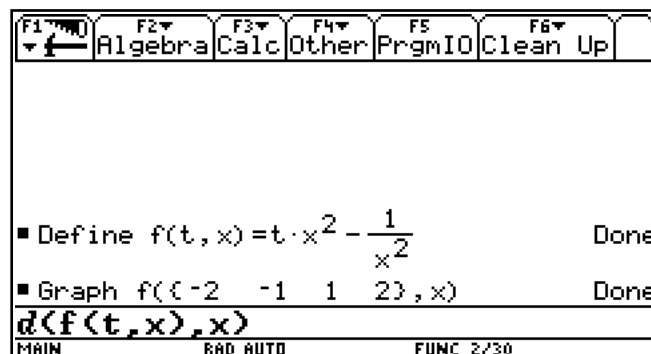 F1 F2 Algebra F3 Calc F4 Other F5 PrgmIO F6 Clean Up
▪ Define f(t,x)=t·x² - 1/x² Done
▪ Graph f({-2 -1 1 2},x) Done
d(f(t,x),x)
MAIN RAD AUTO FUNC 2/30